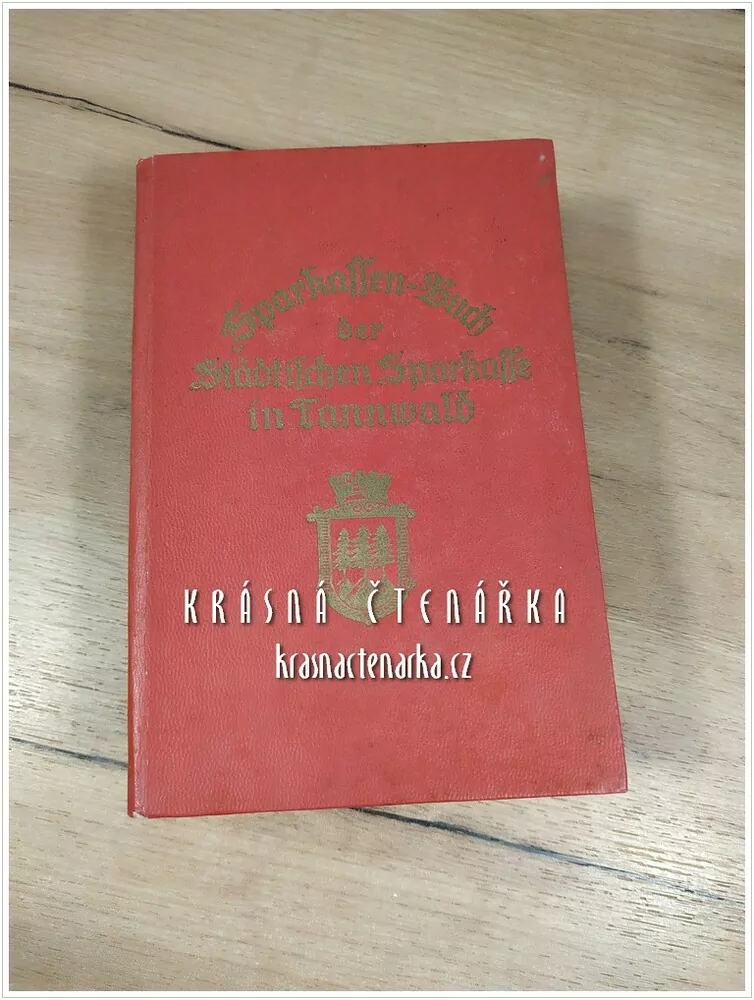 Sparkassen-Buch
der
Städtischen Sparkasse
in Tannwald
KRÁSNÁ ČTENÁŘKA
krasnactenarka.cz